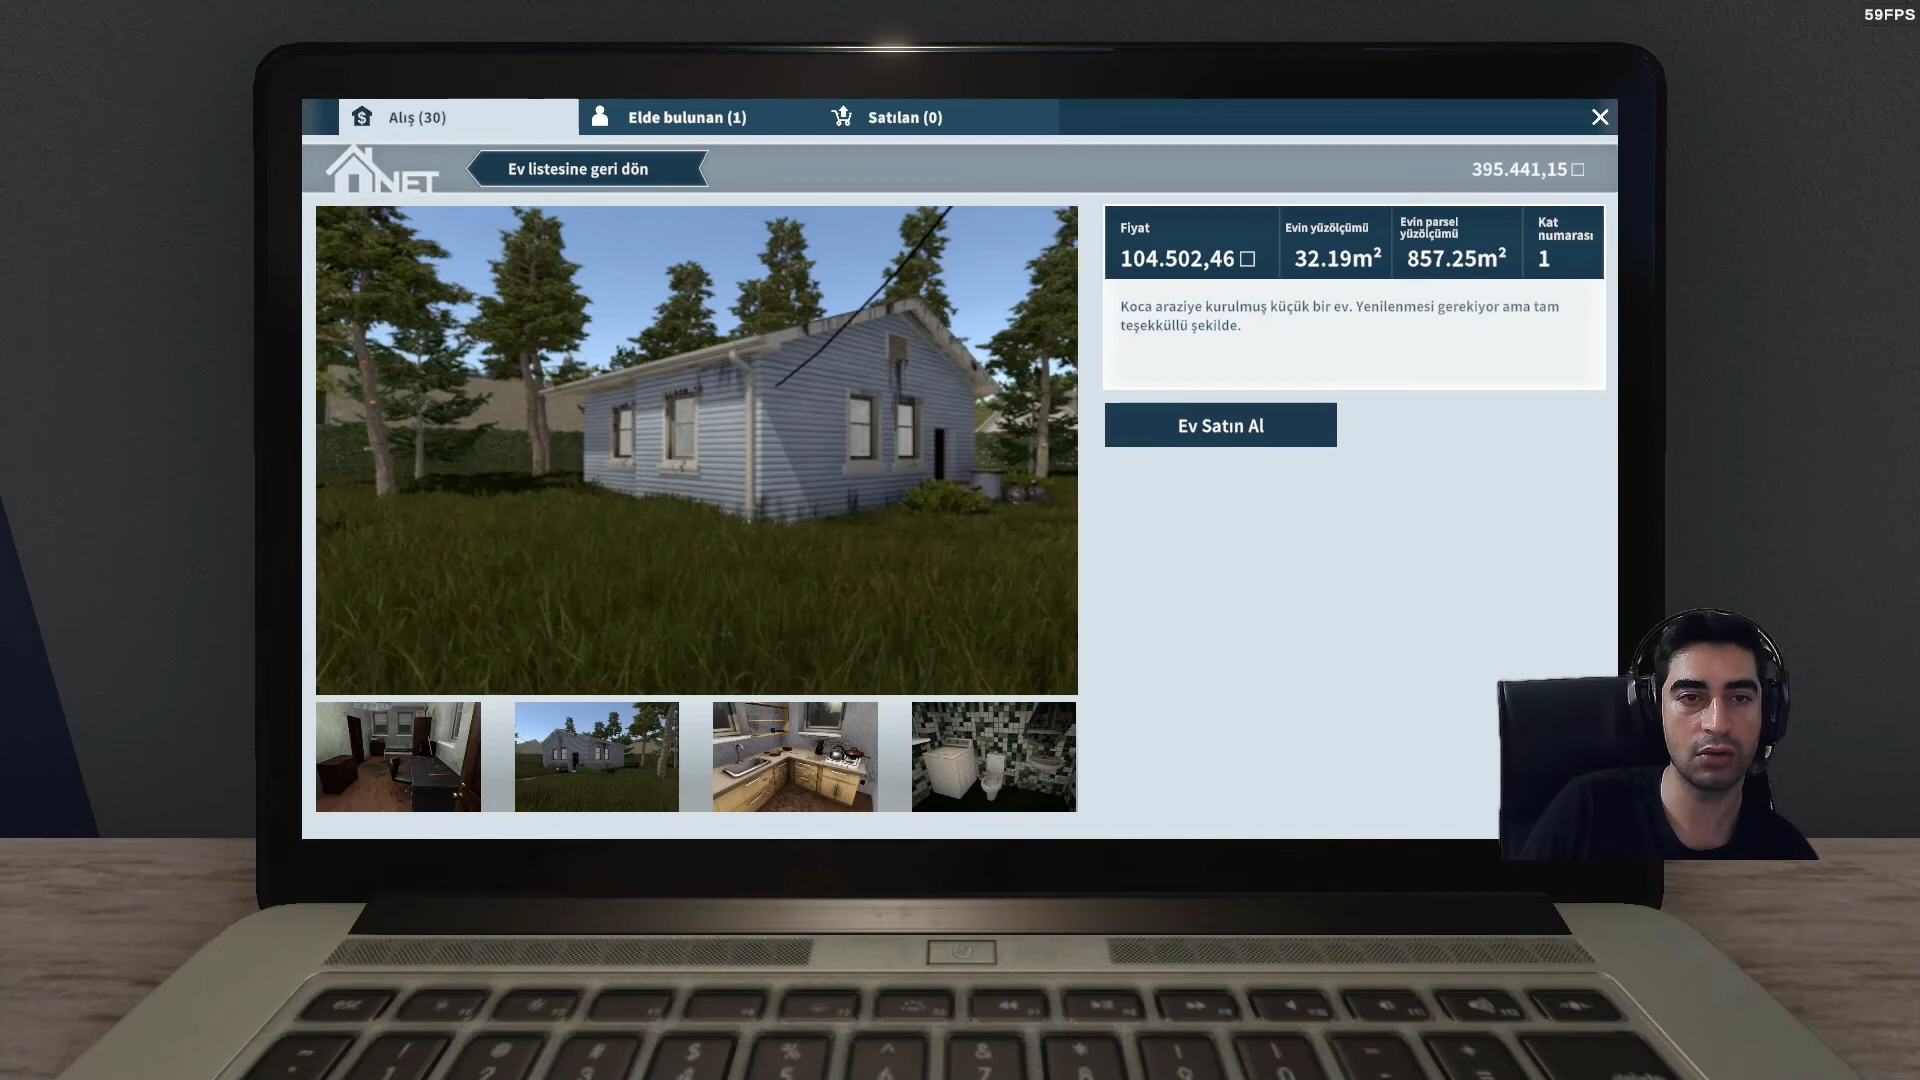 59FPS
Alış (30)
Elde bulunan (1)
Satılan (0)
NET
Ev listesine geri dön
395.441,15 □
Fiyat
104.502,46 □
Evin yüzölçümü
32.19m²
Evin parsel
yüzölçümü
857.25m²
Kat
numarası
1
Koca araziye kurulmuş küçük bir ev. Yenilenmesi gerekiyor ama tam
teşekküllü şekilde.
Ev Satın Al
esc